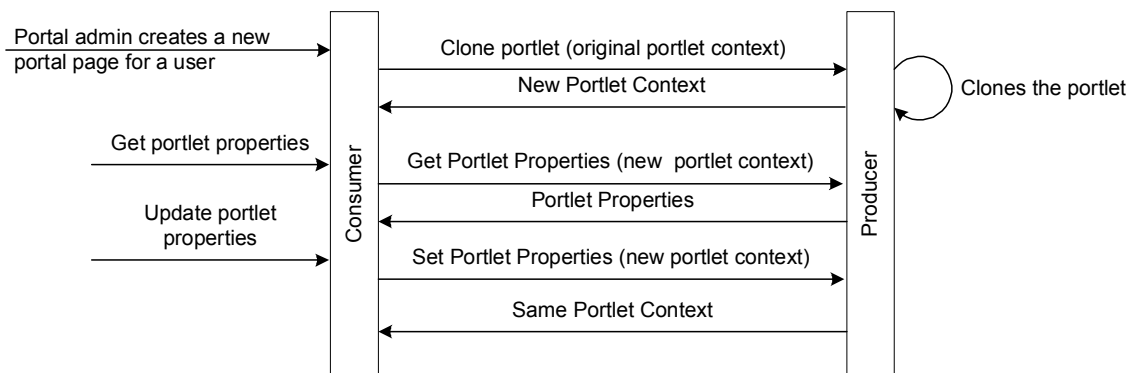 Portal admin creates a new
portal page for a user
Clone portlet (original portlet context)
New Portlet Context
Clones the portlet
Get portlet properties
Get Portlet Properties (new portlet context)
Portlet Properties
Update portlet
properties
Set Portlet Properties (new portlet context)
Same Portlet Context
Consumer
Producer